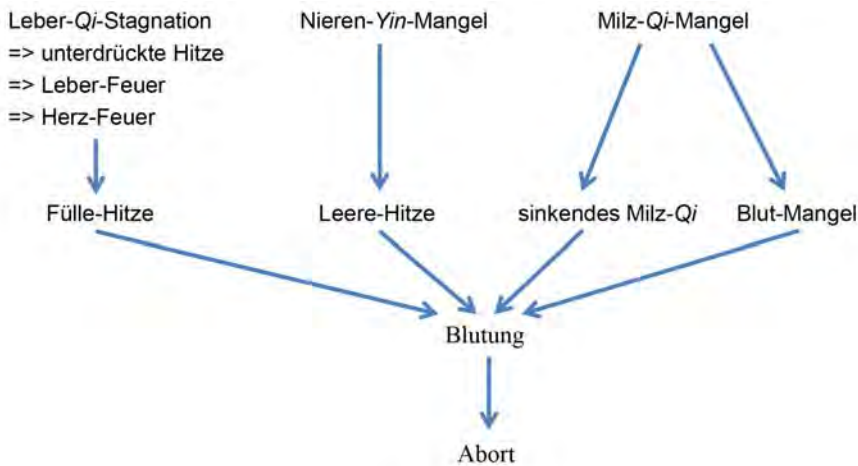 Leber-Qi-Stagnation
=> unterdrückte Hitze
=> Leber-Feuer
=> Herz-Feuer
Nieren-Yin-Mangel
Milz-Qi-Mangel
Fülle-Hitze
Leere-Hitze
sinkendes Milz-Qi
Blut-Mangel
Blutung
Abort